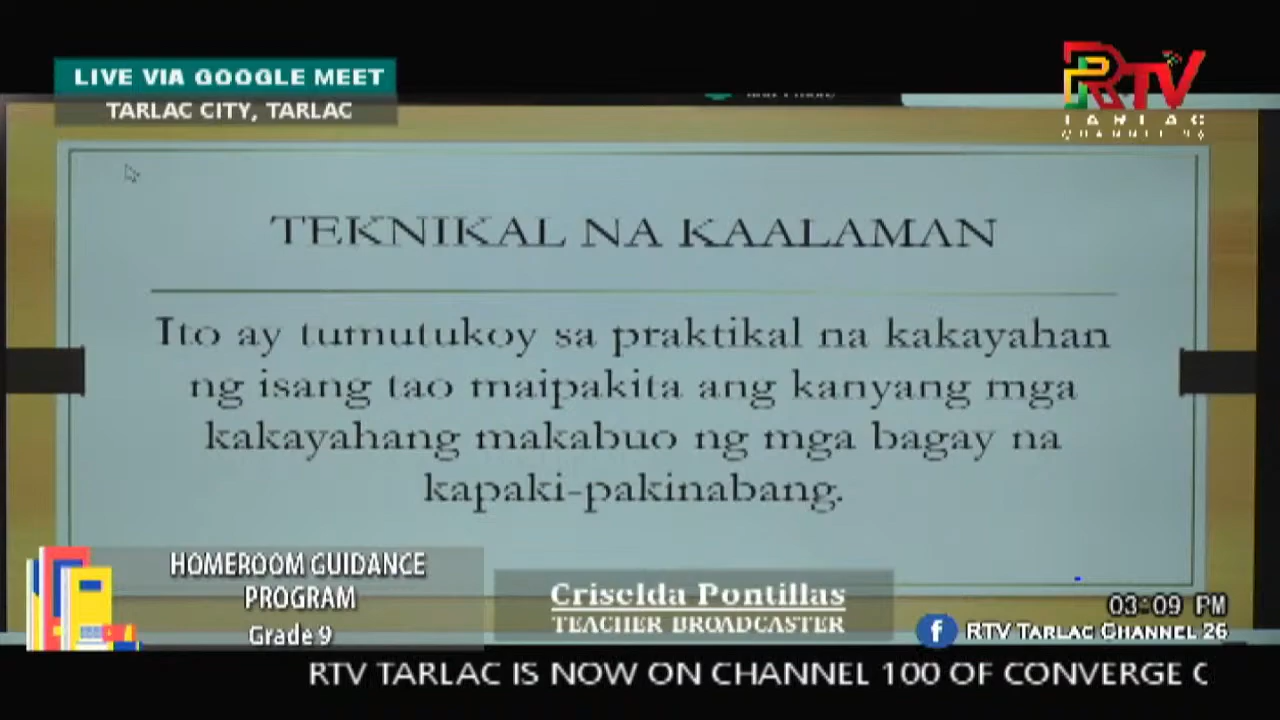 LIVE VIA GOOGLE MEET
TARLAC CITY, TARLAC
RTV
TARLAC
CHANNEL 26
TEKNIKAL NA KAALAMAN
Ito ay tumutukoy sa praktikal na kakayahan
ng isang tao maipakita ang kanyang mga
kakayahang makabuo ng mga bagay na
kapaki-pakinabang.
HOMEROOM GUIDANCE
PROGRAM
Grade 9
Criselda Pontillas
TEACHER BROADCASTER
03:09 PM
f RTV TARLAC CHANNEL 26
RTV TARLAC IS NOW ON CHANNEL 100 OF CONVERGE